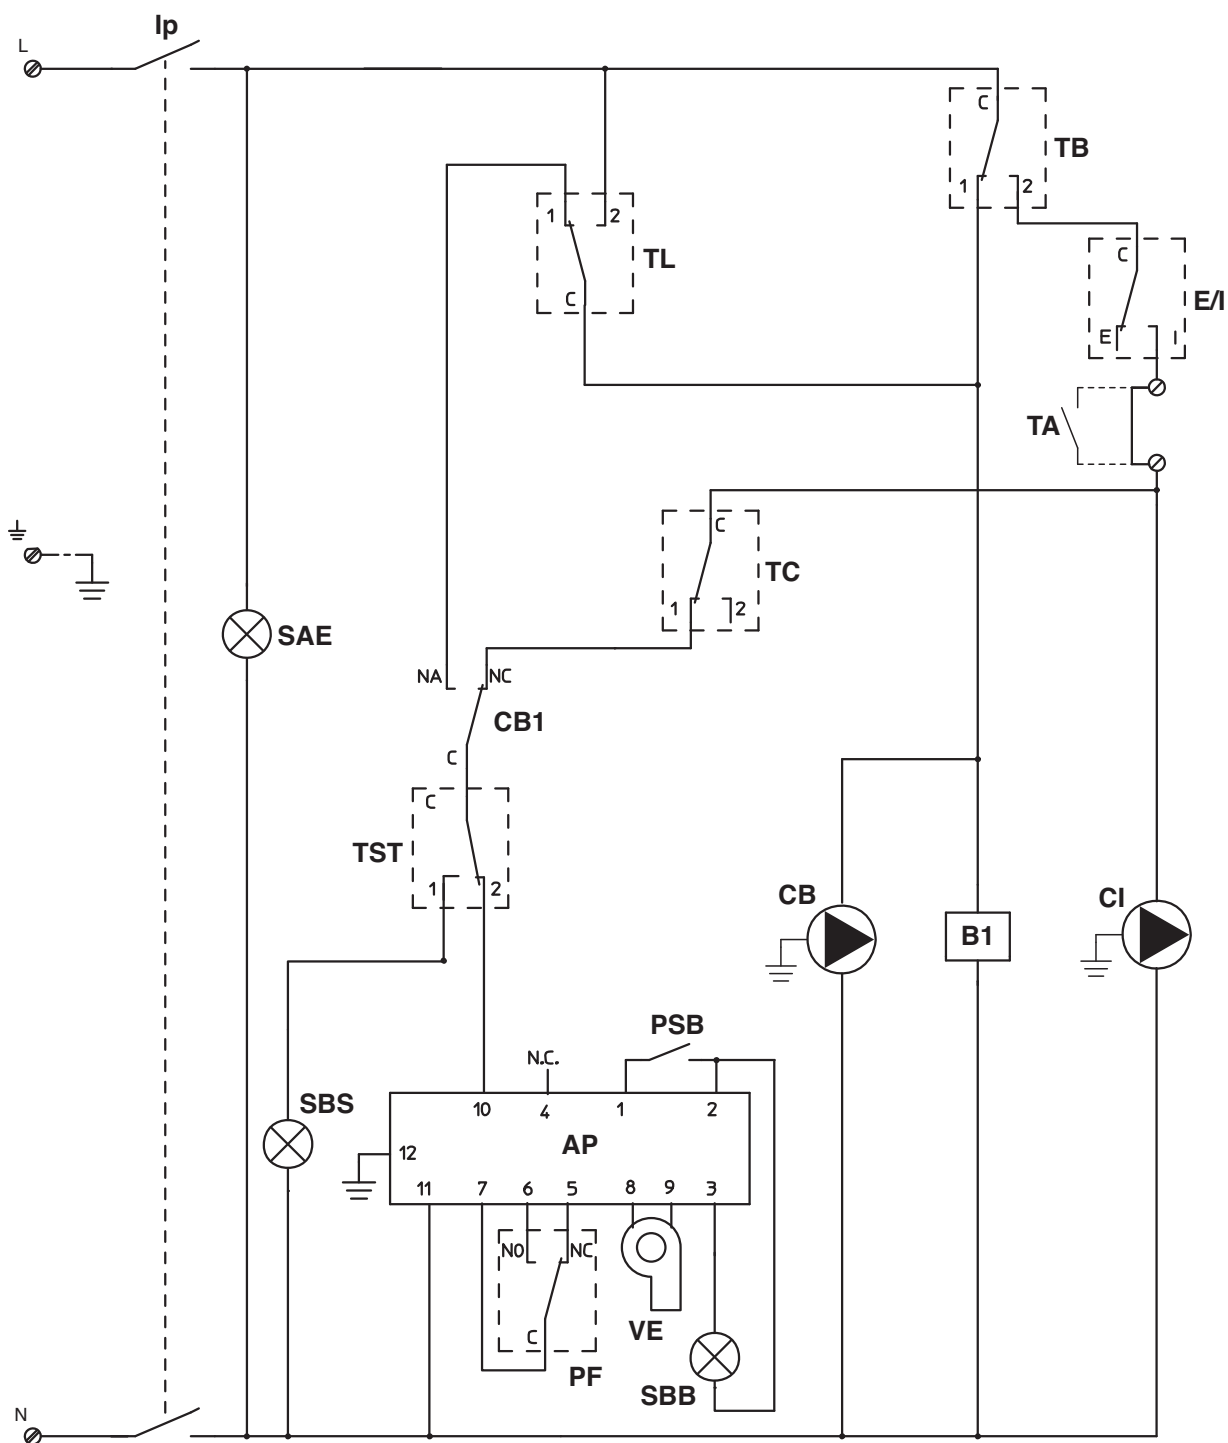 Ip
L
C
TB
1 2
1 2
TL
C
C
E/I
E I
TA
C
TC
1 2
SAE
NA NC
CB1
C
C
TST
1 2
CB
B1
CI
PSB
N.C.
SBS
10 4 1 2
12
AP
11 7 6 5 8 9 3
NO NC
C
VE
PF
SBB
N